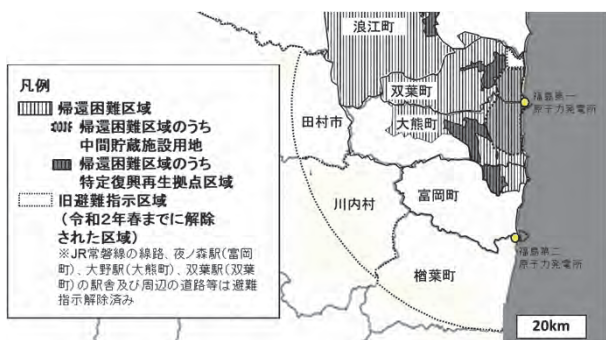 浪江町
双葉町
福島第一
原子力発電所
田村市
大熊町
凡例
帰還困難区域
帰還困難区域のうち
中間貯蔵施設用地
帰還困難区域のうち
特定復興再生拠点区域
旧避難指示区域
(令和2年春までに解除
された区域)
※JR常磐線の線路、夜ノ森駅(富岡
町)、大野駅(大熊町)、双葉駅(双葉
町)の駅舎及び周辺の道路等は避難
指示解除済み
川内村
富岡町
福島第二
原子力発電所
楢葉町
20km